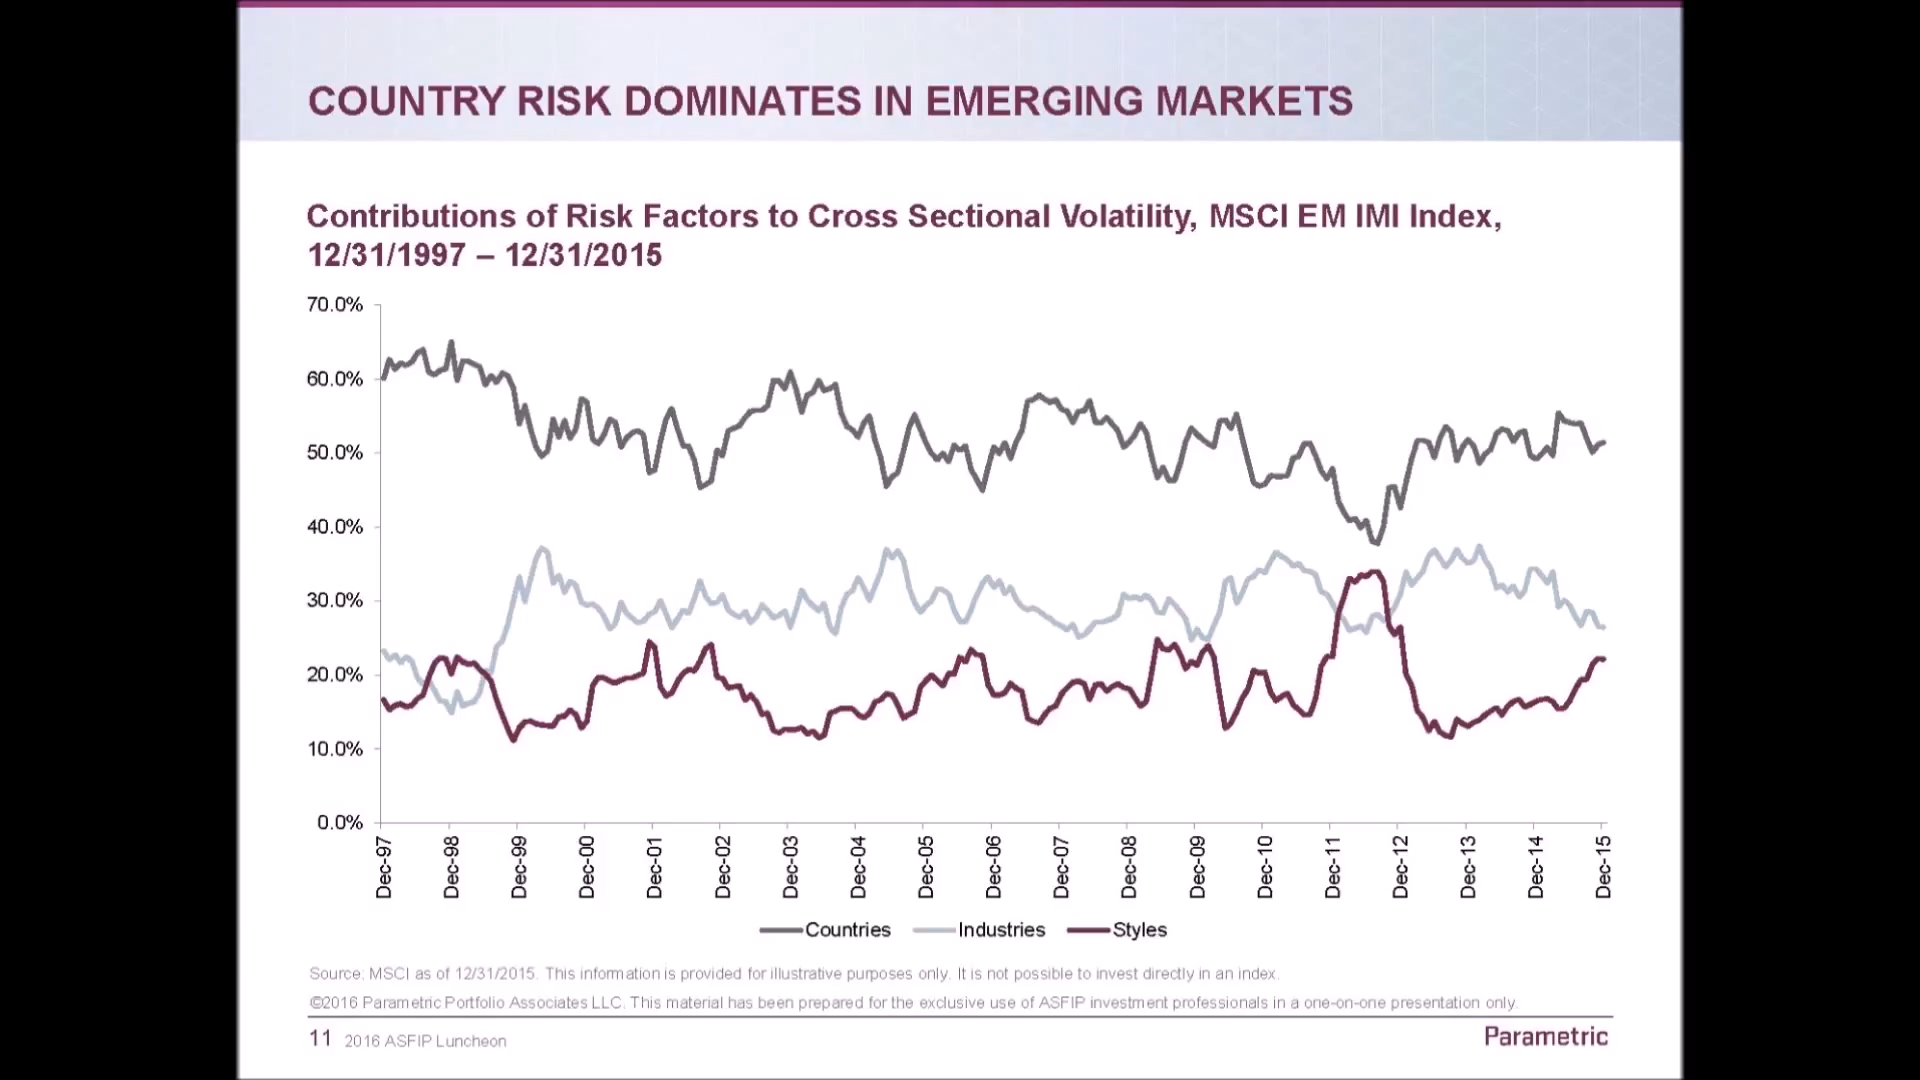 COUNTRY RISK DOMINATES IN EMERGING MARKETS
Contributions of Risk Factors to Cross Sectional Volatility, MSCI EM IMI Index,
12/31/1997 – 12/31/2015
70.0%
60.0%
50.0%
40.0%
30.0%
20.0%
10.0%
0.0%
Dec-97
Dec-98
Dec-99
Dec-00
Dec-01
Dec-02
Dec-03
Dec-04
Dec-05
Dec-06
Dec-07
Dec-08
Dec-09
Dec-10
Dec-11
Dec-12
Dec-13
Dec-14
Dec-15
Countries Industries Styles
Source: MSCI as of 12/31/2015. This information is provided for illustrative purposes only. It is not possible to invest directly in an index.
©2016 Parametric Portfolio Associates LLC. This material has been prepared for the exclusive use of ASFIP investment professionals in a one-on-one presentation only.
11 2016 ASFIP Luncheon
Parametric